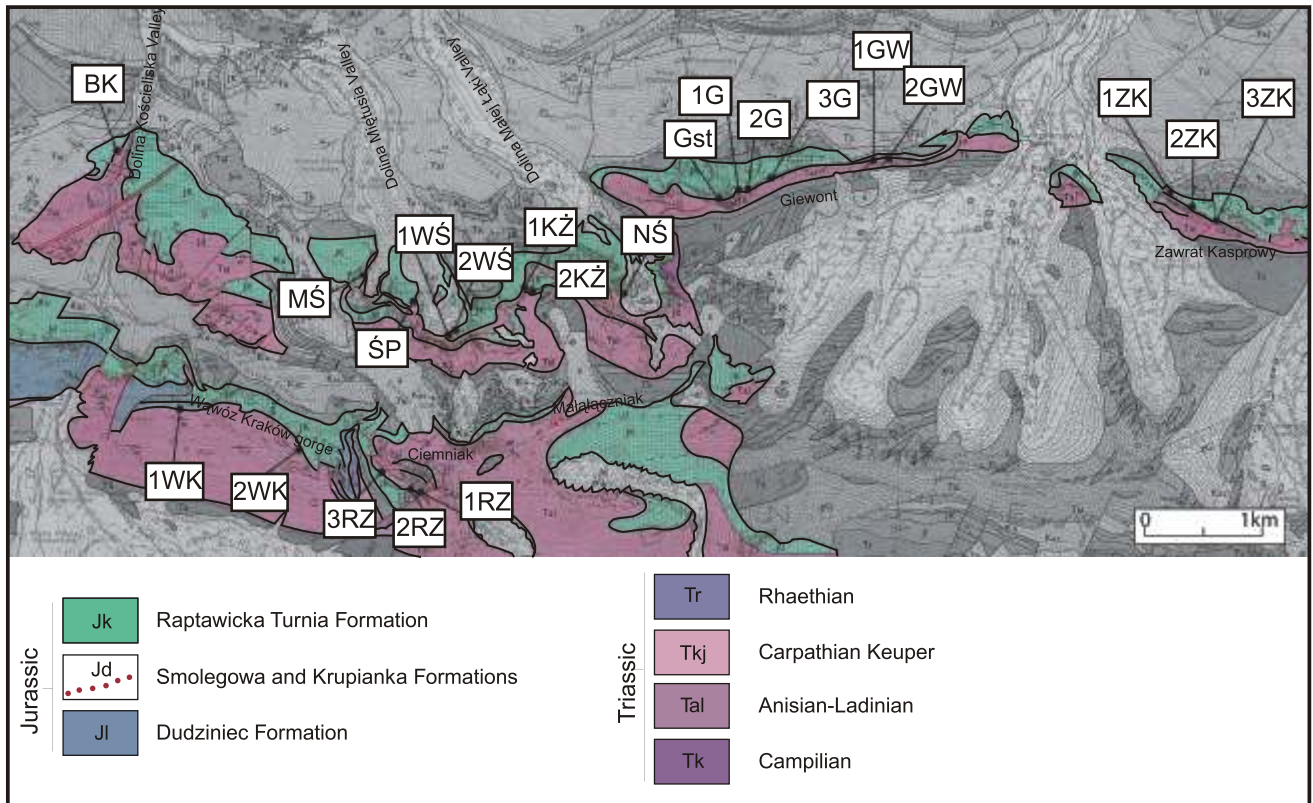 Dolina Kościeliska Valley
Dolina Miętusia Valley
Dolina Małej Łąki Valley
BK
1GW
1G
3G
2GW
2G
Gst
1ZK
3ZK
2ZK
Giewont
Zawrat Kasprowy
1WŚ
1KŻ
NŚ
2WŚ
2KŻ
MŚ
ŚP
Małąłączniak
Wąwóz Kraków gorge
Ciemniak
1WK
2WK
3RZ
2RZ
1RZ
0 1km
Jurassic
Jk Raptawicka Turnia Formation
Jd Smolegowa and Krupianka Formations
Jl Dudziniec Formation
Triassic
Tr Rhaethian
Tkj Carpathian Keuper
Tal Anisian-Ladinian
Tk Campilian